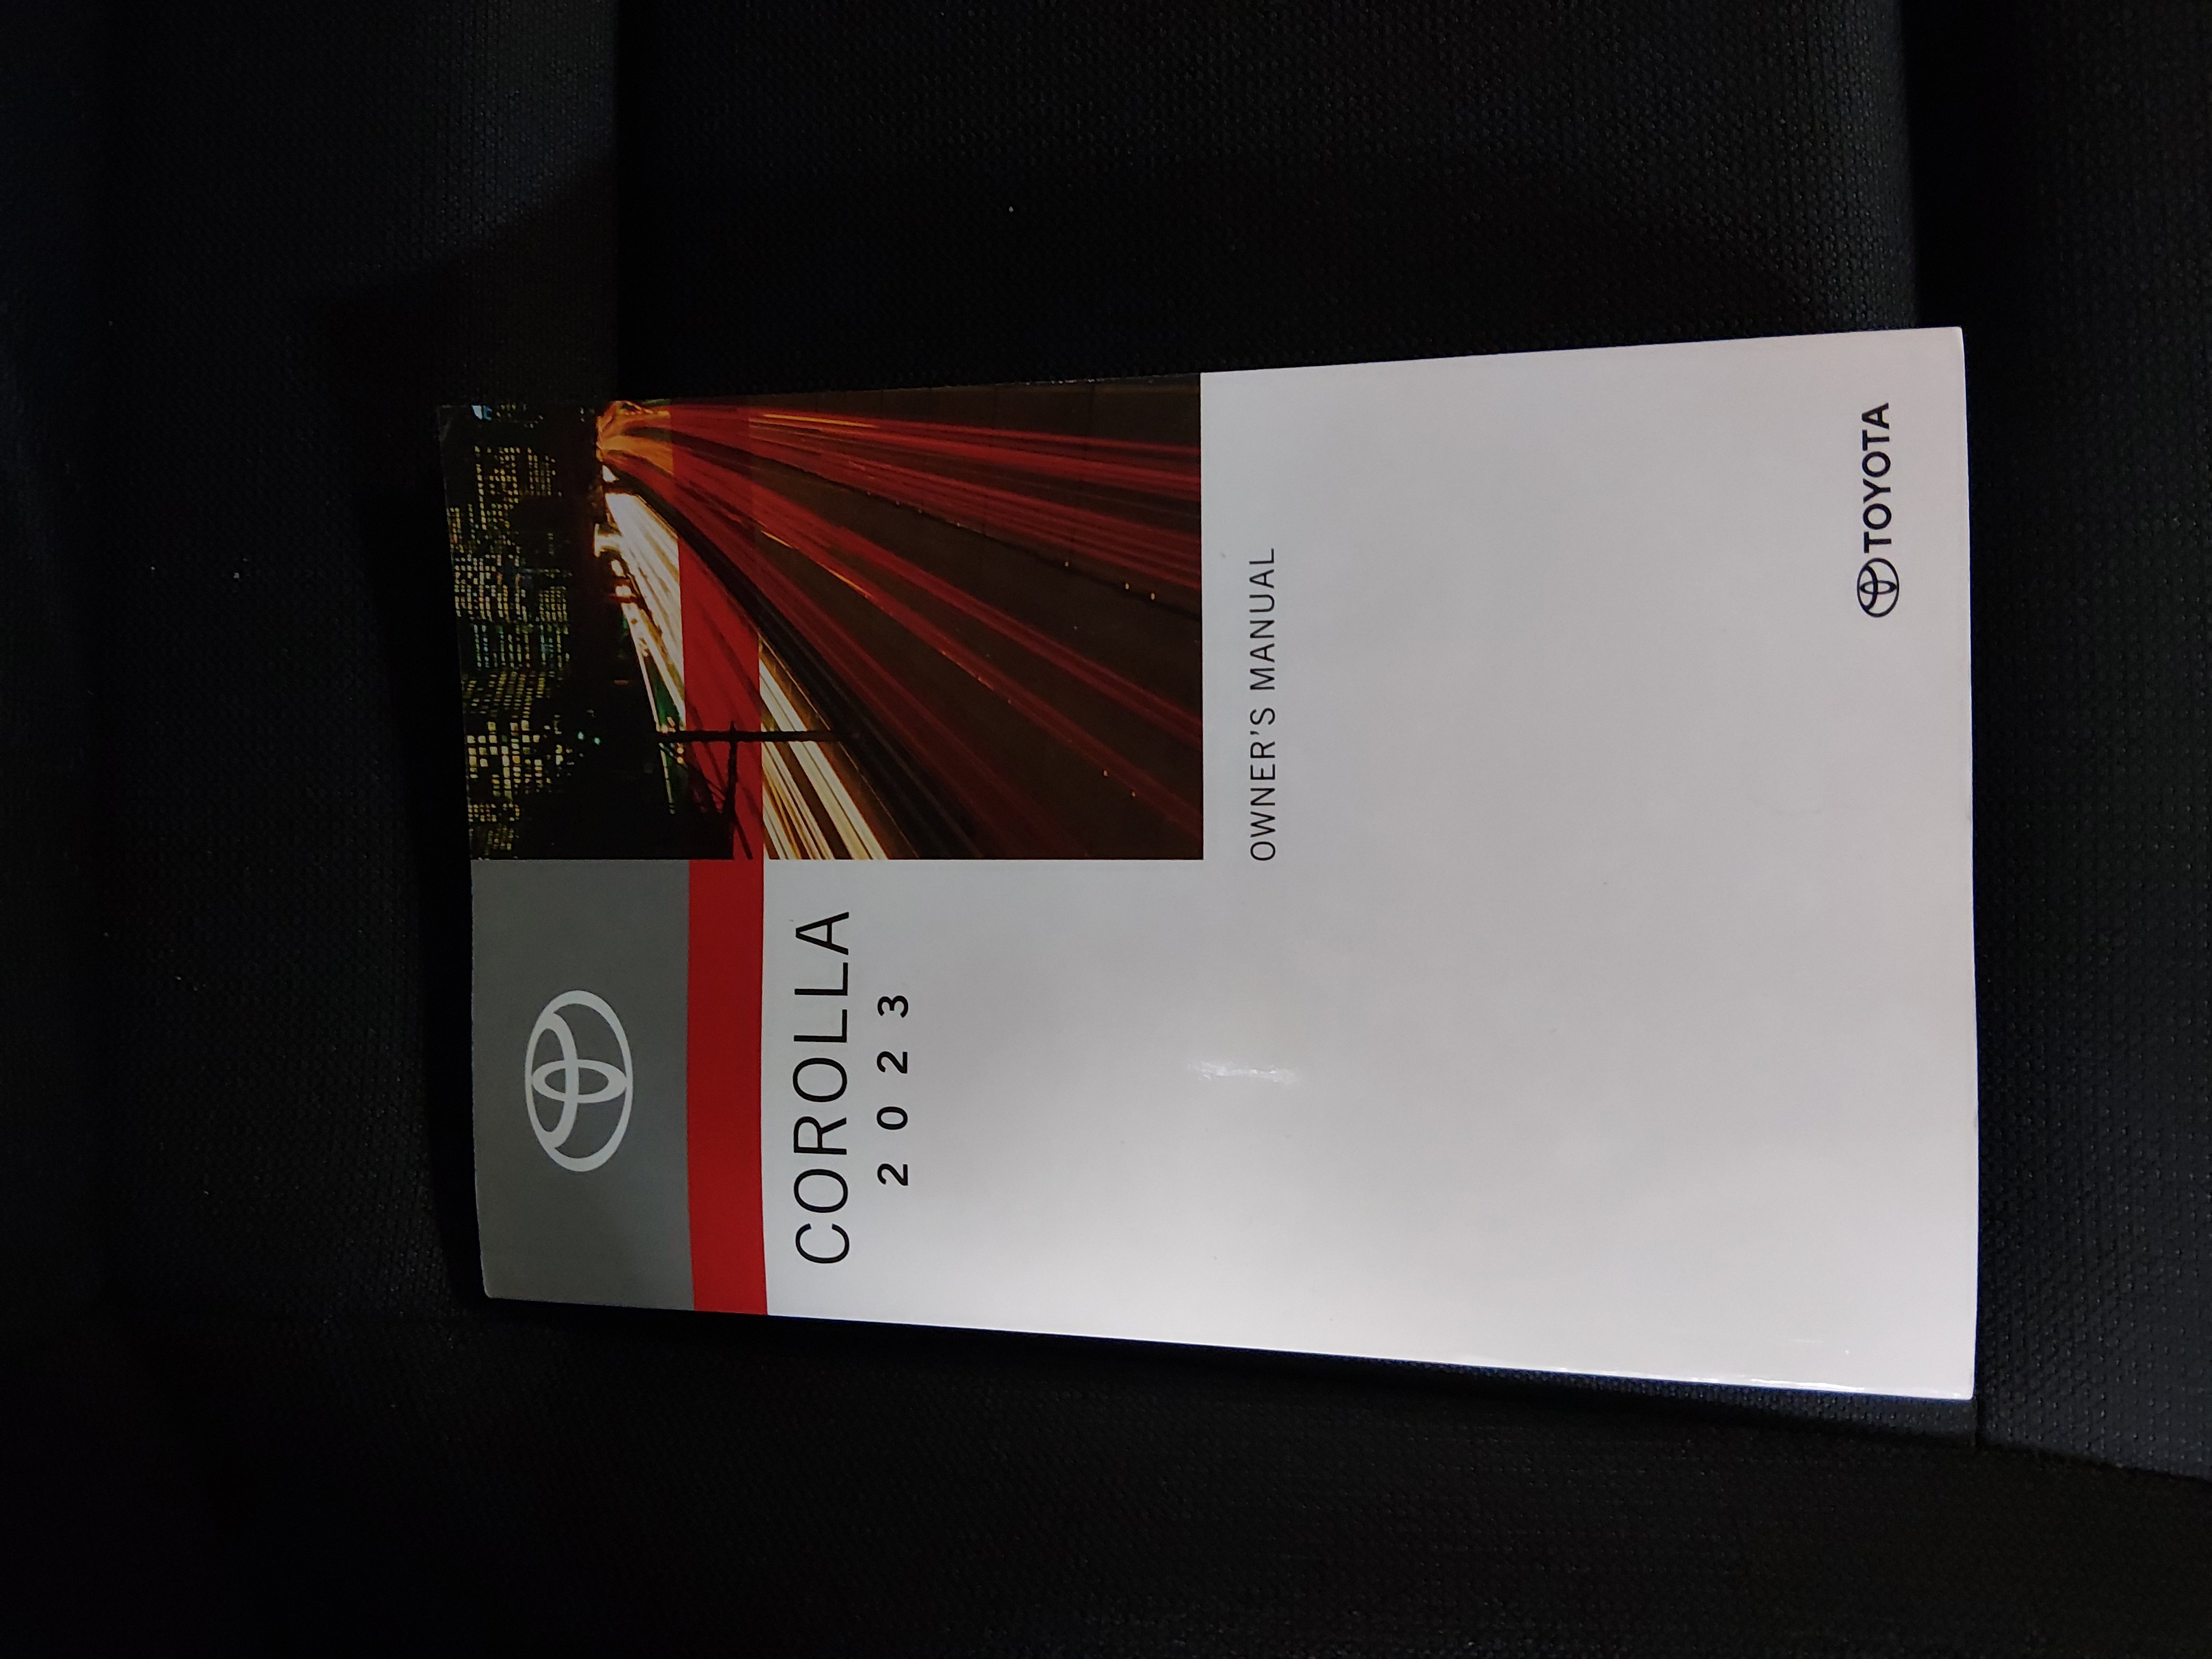 COROLLA
2023
OWNER'S MANUAL
TOYOTA